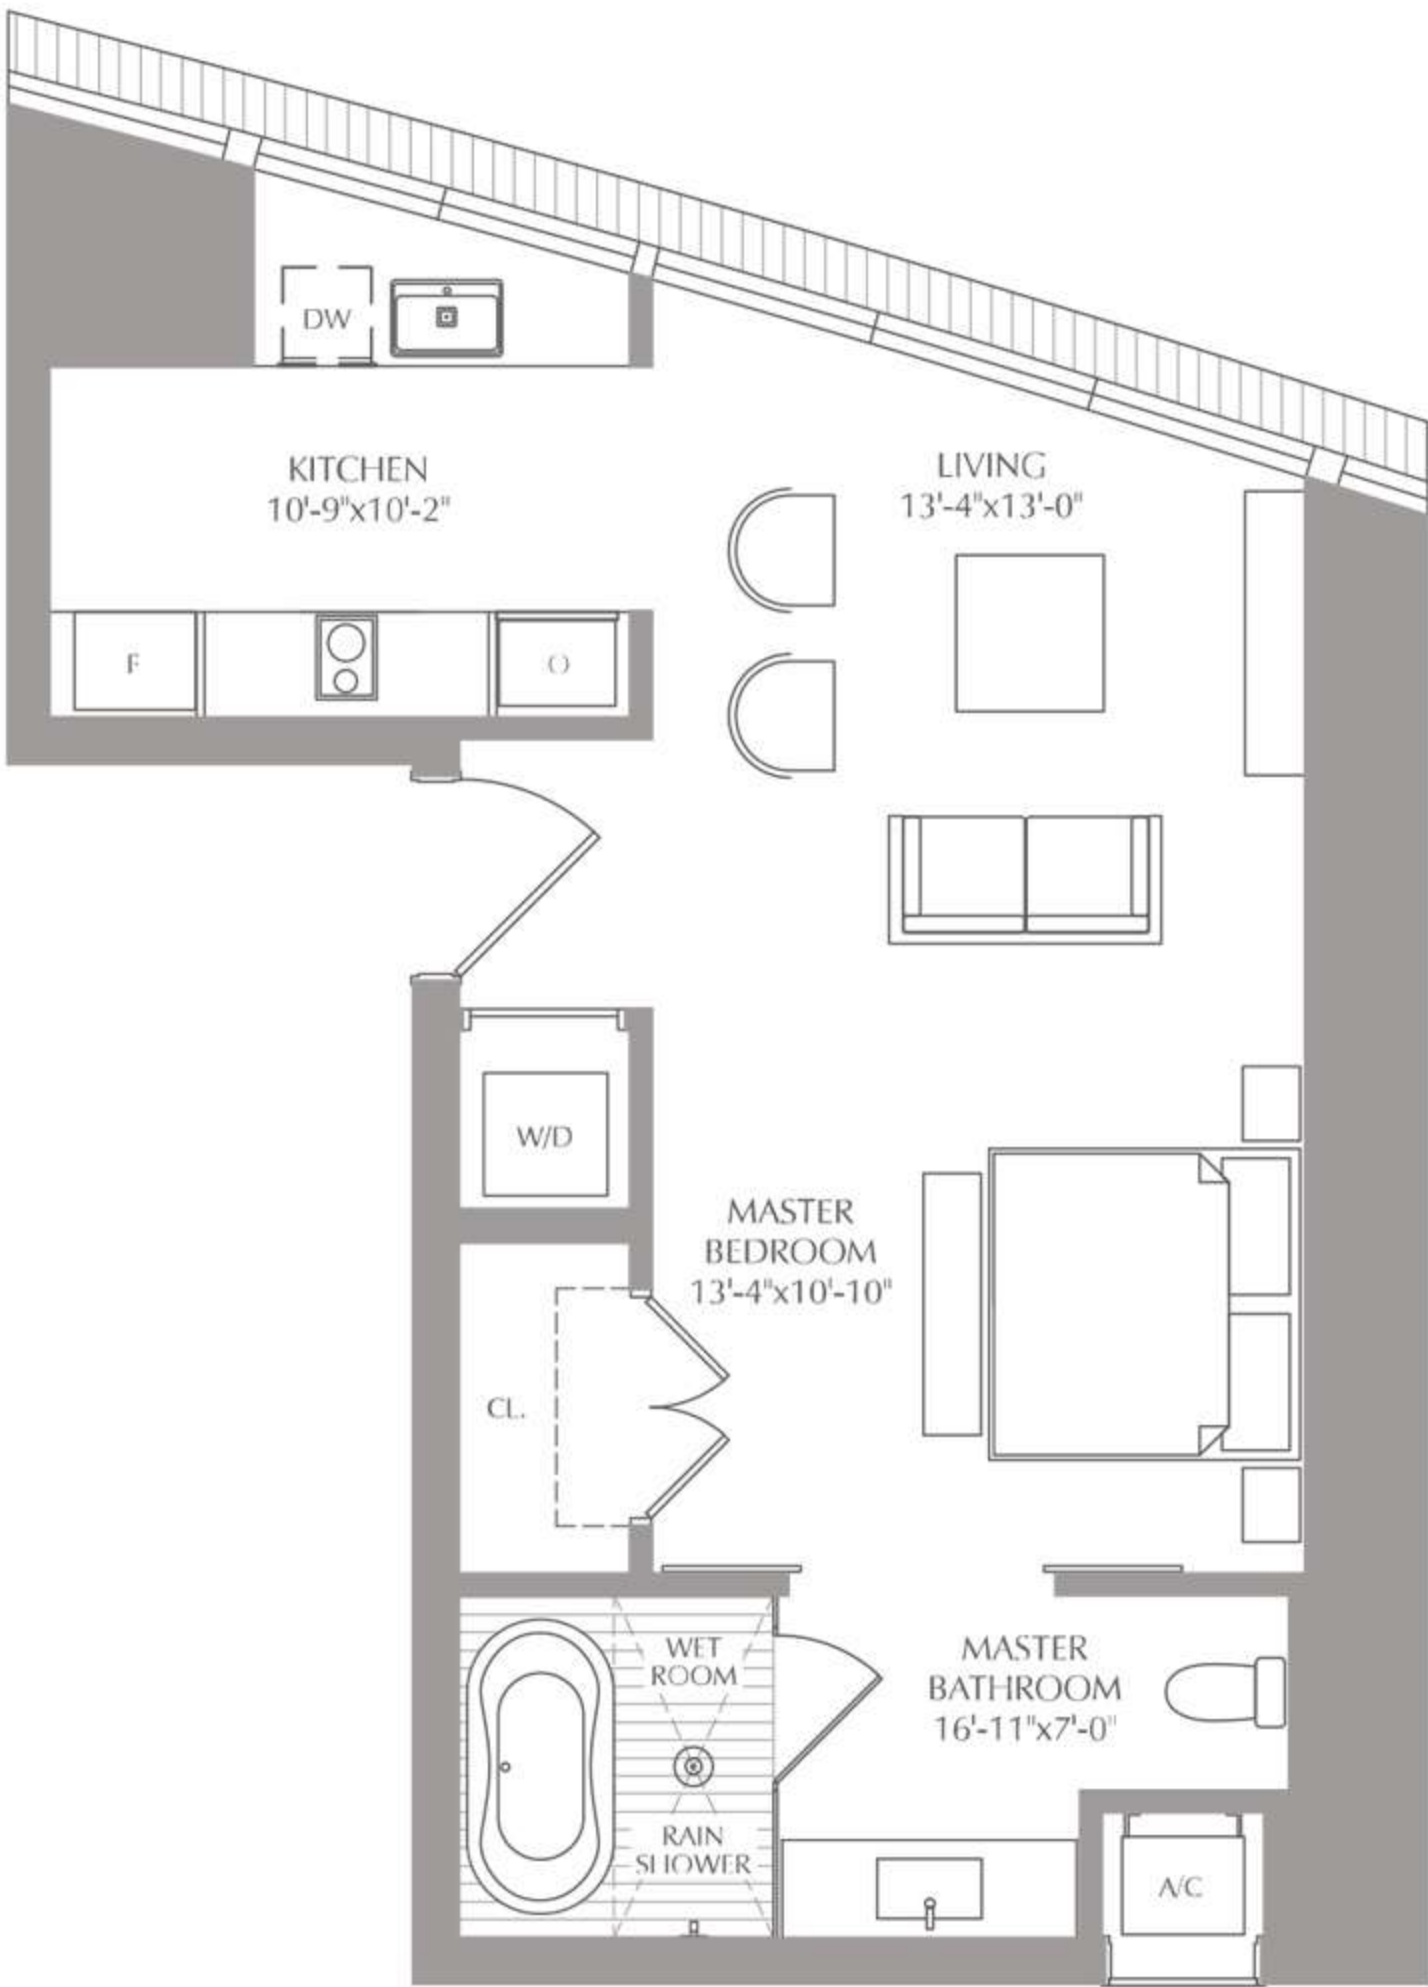 DW
KITCHEN
10'-9"x10'-2"
LIVING
13'-4"x13'-0"
F
O
W/D
MASTER
BEDROOM
13'-4"x10'-10"
CL.
WET
ROOM
MASTER
BATHROOM
16'-11"x7'-0"
RAIN
SHOWER
A/C